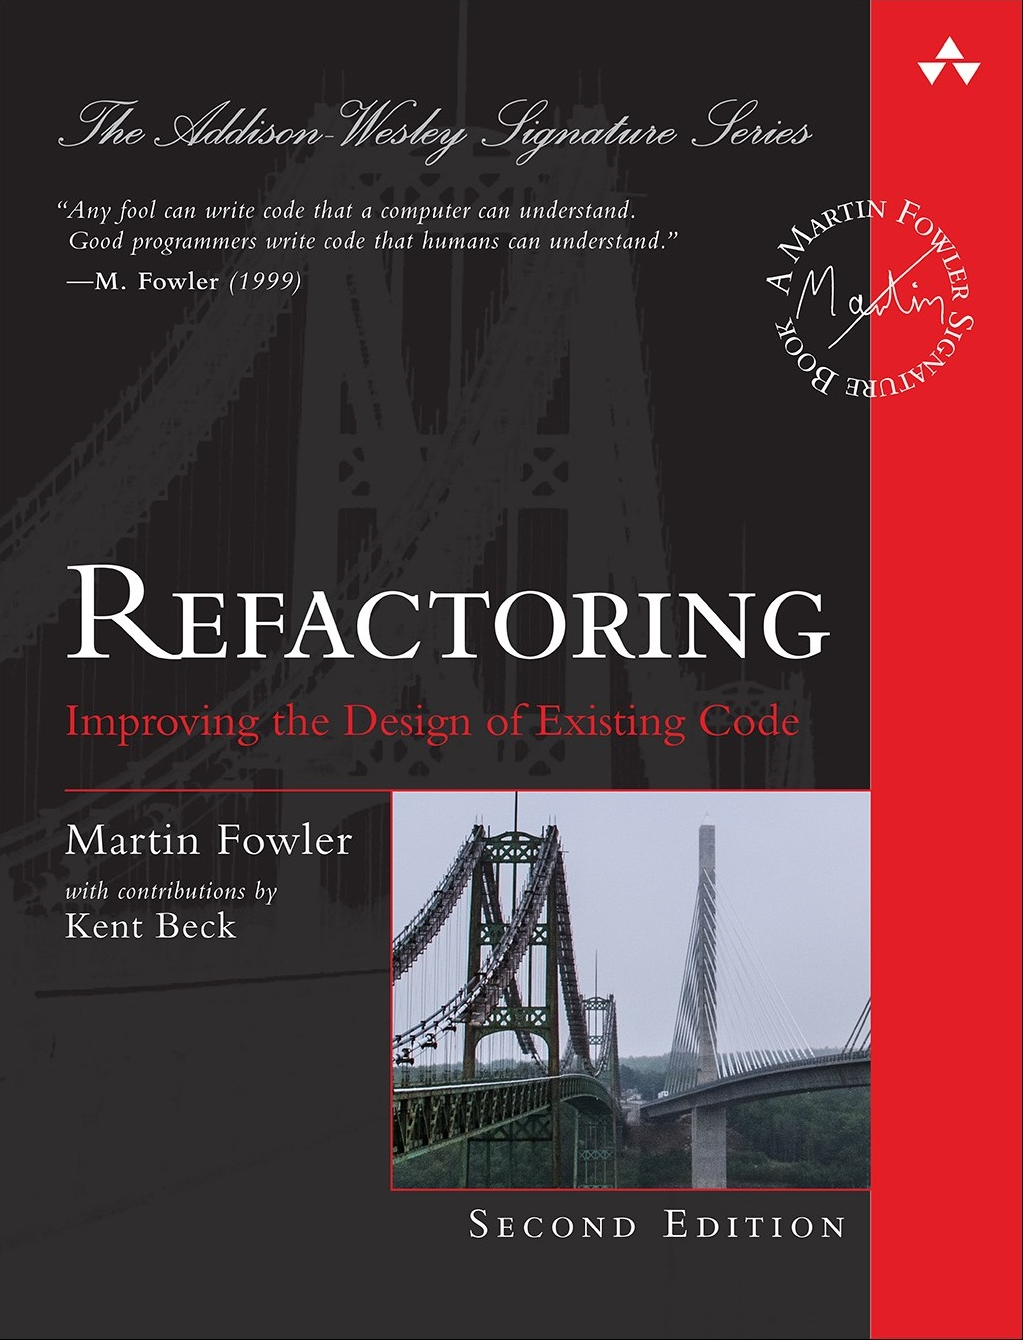 The Addison-Wesley Signature Series
“Any fool can write code that a computer can understand.
Good programmers write code that humans can understand.”
—M. Fowler (1999)
A MARTIN FOWLER SIGNATURE BOOK
Martin
REFACTORING
Improving the Design of Existing Code
Martin Fowler
with contributions by
Kent Beck
SECOND EDITION